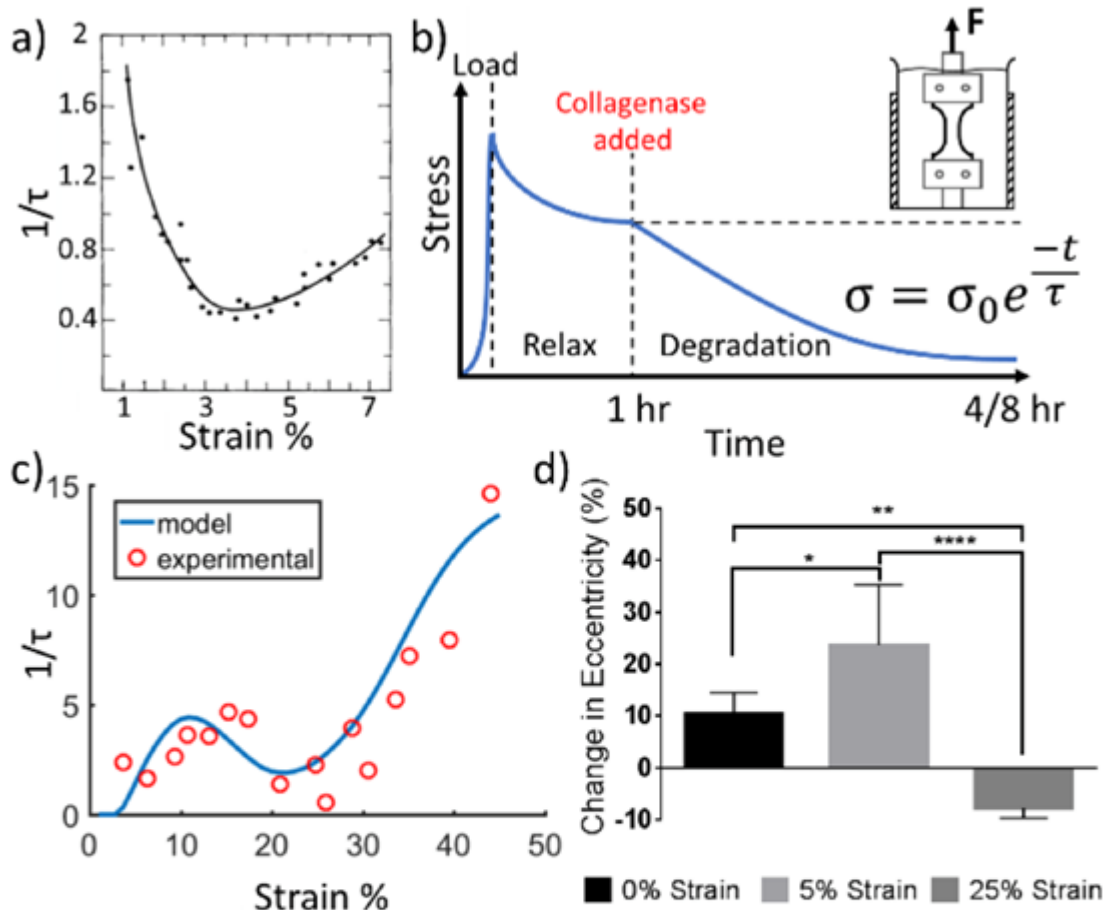 a)
2
1.6
1.2
0.8
0.4
1/τ
1 3 5 7
Strain %
b)
Load
Collagenase
added
F
Stress
σ = σ₀e^(-t/τ)
Relax
Degradation
1 hr
4/8 hr
Time
c)
15
10
5
0
1/τ
model
experimental
0 10 20 30 40 50
Strain %
d)
Change in Eccentricity (%)
50
40
30
20
10
0
-10
**
*
****
0% Strain 5% Strain 25% Strain